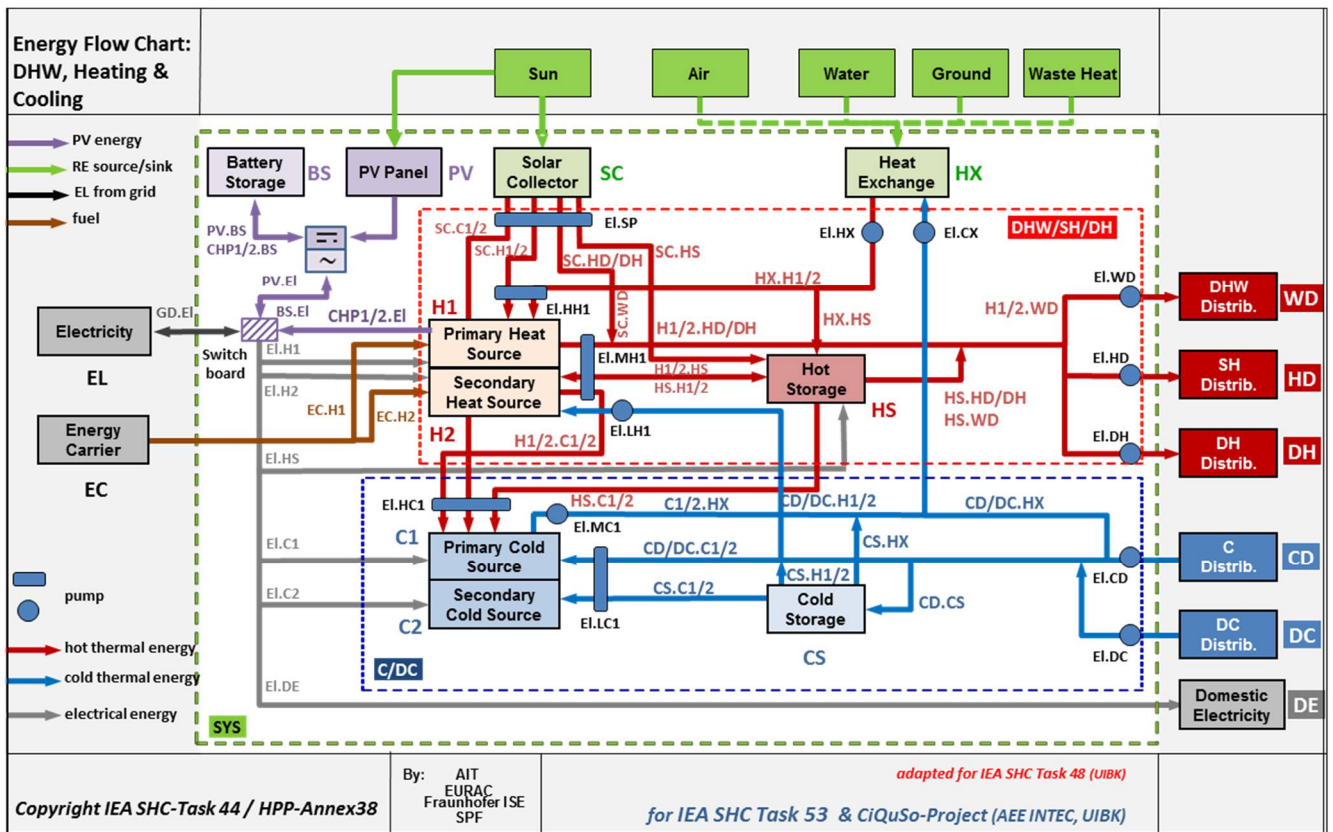 Energy Flow Chart:
DHW, Heating &
Cooling
Sun
Air
Water
Ground
Waste Heat
PV energy
RE source/sink
EL from grid
fuel
Battery
Storage
BS
PV Panel
PV
Solar
Collector
SC
Heat
Exchange
HX
PV.BS
CHP1/2.BS
PV.El
BS.El
GD.El
CHP1/2.El
Switch
board
SC.C1/2
SC.H1/2
SC.HD/DH
SC.WD
SC.HS
El.SP
El.HX
El.CX
DHW/SH/DH
HX.H1/2
HX.HS
El.HH1
H1
Primary Heat
Source
Secondary
Heat Source
H2
El.MH1
H1/2.HD/DH
H1/2.HS
HS.H1/2
Hot
Storage
HS
HS.HD/DH
HS.WD
H1/2.WD
El.LH1
H1/2.C1/2
El.WD
El.HD
El.DH
DHW
Distrib.
WD
SH
Distrib.
HD
DH
Distrib.
DH
Electricity
EL
Energy
Carrier
EC
El.H1
El.H2
EC.H1
EC.H2
El.HS
El.HC1
HS.C1/2
C1/2.HX
CD/DC.H1/2
CD/DC.HX
El.MC1
C1
Primary Cold
Source
Secondary
Cold Source
C2
El.C1
El.C2
CD/DC.C1/2
CS.HX
CS.H1/2
CS.C1/2
El.LC1
Cold
Storage
CS
CD.CS
El.CD
El.DC
C
Distrib.
CD
DC
Distrib.
DC
C/DC
El.DE
Domestic
Electricity
DE
SYS
pump
hot thermal energy
cold thermal energy
electrical energy
Copyright IEA SHC-Task 44 / HPP-Annex38
By: AIT
EURAC
Fraunhofer ISE
SPF
adapted for IEA SHC Task 48 (UIBK)
for IEA SHC Task 53 & CiQuSo-Project (AEE INTEC, UIBK)